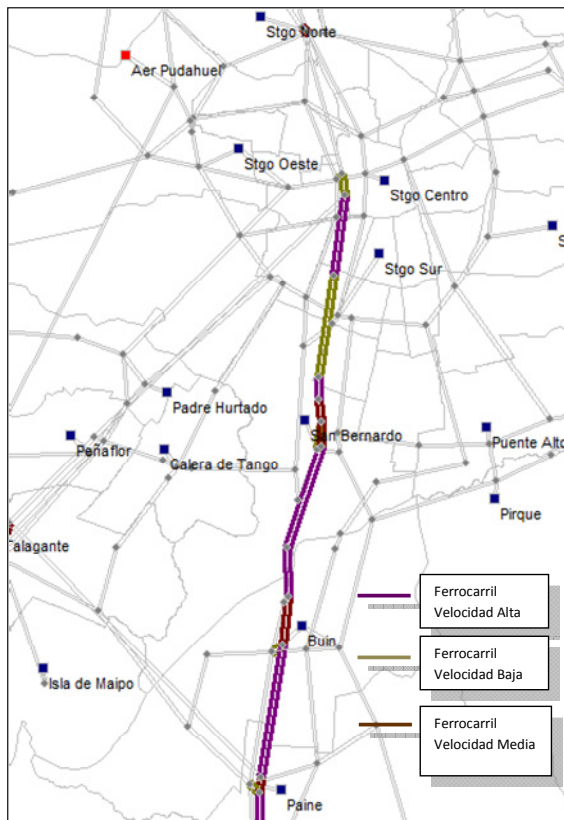 Stgo Norte
Aer Pudahuel
Stgo Oeste
Stgo Centro
S
Stgo Sur
Padre Hurtado
San Bernardo
Puente Alto
Peñaflor
Calera de Tango
Pirque
Talagante
Ferrocarril
Velocidad Alta
Buin
Ferrocarril
Velocidad Baja
Isla de Maipo
Ferrocarril
Velocidad Media
Paine